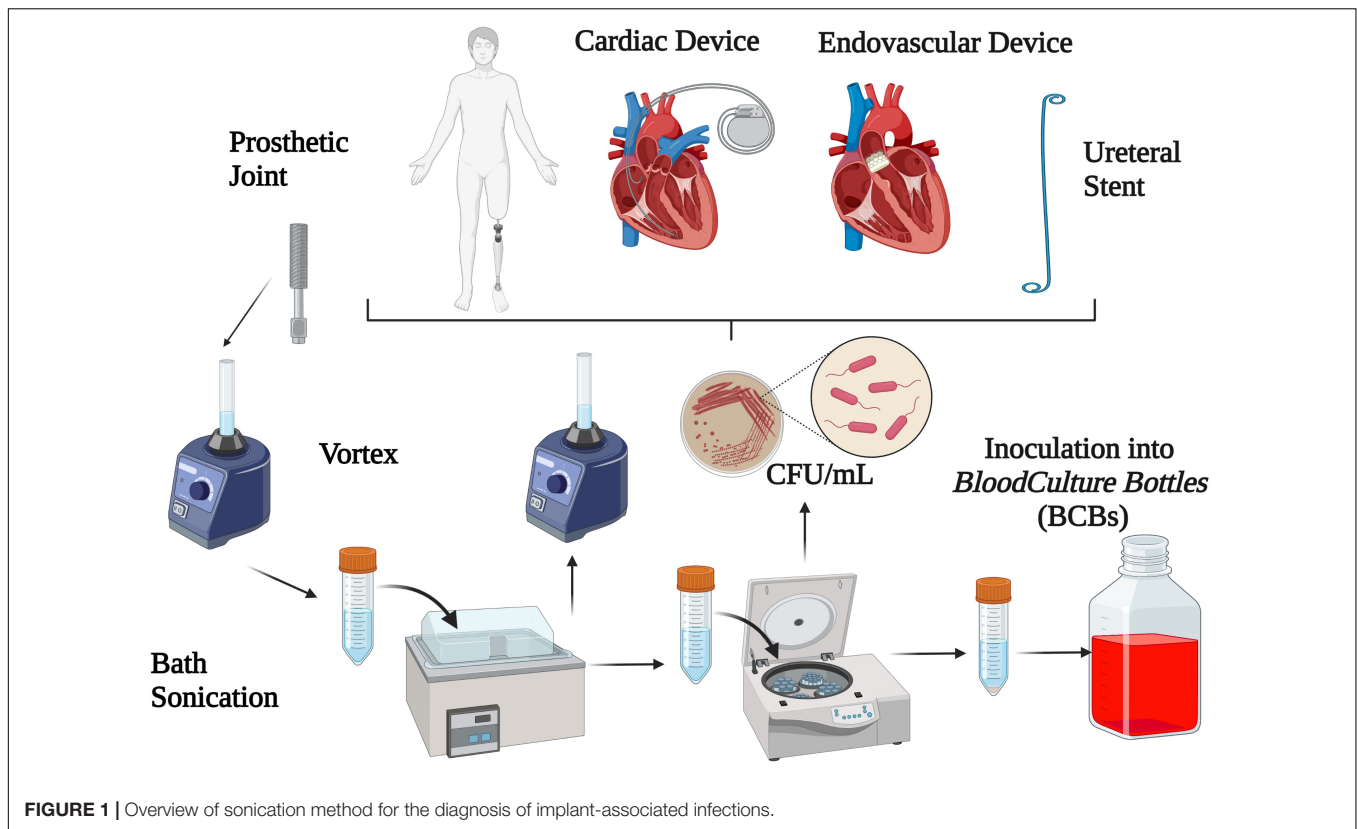 Cardiac Device
Endovascular Device
Prosthetic
Joint
Ureteral
Stent
Vortex
CFU/mL
Inoculation into
BloodCulture Bottles
(BCBs)
Bath
Sonication
FIGURE 1 | Overview of sonication method for the diagnosis of implant-associated infections.